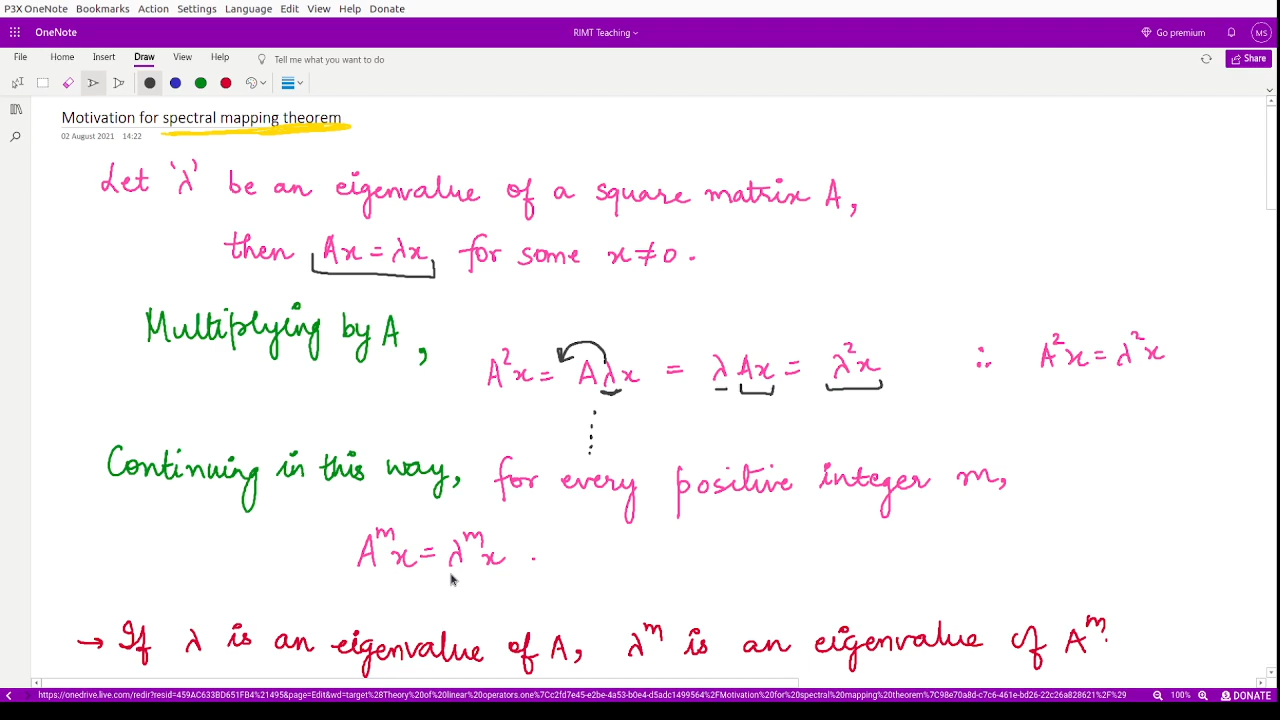 P3X OneNote Bookmarks Action Settings Language Edit View Help Donate
OneNote RIMT Teaching Go premium MS
File Home Insert Draw View Help Tell me what you want to do Share
Motivation for spectral mapping theorem
02 August 2021 14:22
Let 'λ' be an eigenvalue of a square matrix A,
then Ax = λx for some x ≠ 0.
Multiplying by A,
A²x = Aλx = λAx = λ²x ∴ A²x = λ²x
Continuing in this way, for every positive integer m,
Aᵐx = λᵐx .
→ If λ is an eigenvalue of A, λᵐ is an eigenvalue of Aᵐ.
100% DONATE